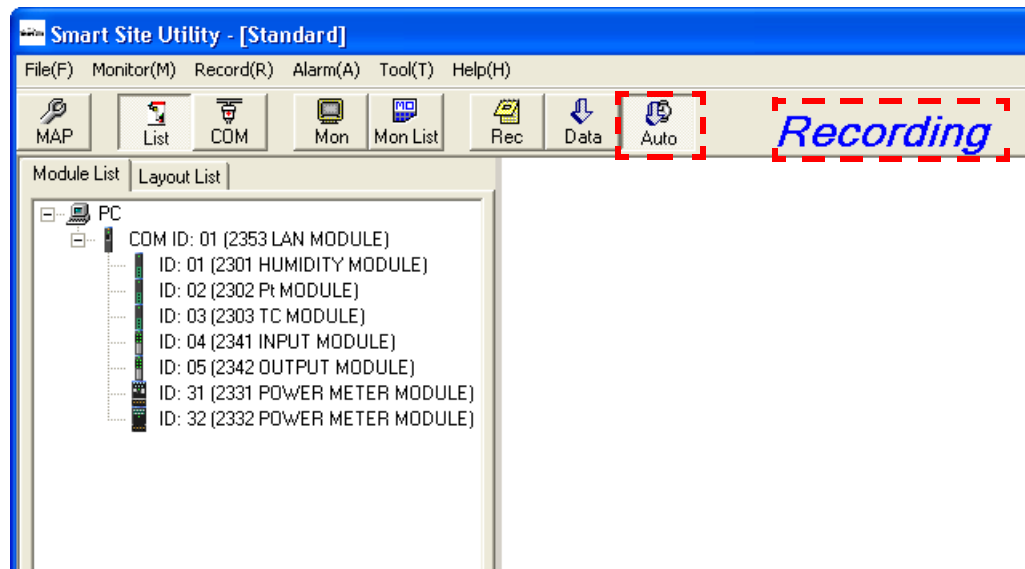 Smart Site Utility - [Standard]
File(F) Monitor(M) Record(R) Alarm(A) Tool(T) Help(H)
MAP List COM Mon Mon List Rec Data Auto Recording
Module List Layout List
PC
COM ID: 01 (2353 LAN MODULE)
ID: 01 (2301 HUMIDITY MODULE)
ID: 02 (2302 Pt MODULE)
ID: 03 (2303 TC MODULE)
ID: 04 (2341 INPUT MODULE)
ID: 05 (2342 OUTPUT MODULE)
ID: 31 (2331 POWER METER MODULE)
ID: 32 (2332 POWER METER MODULE)